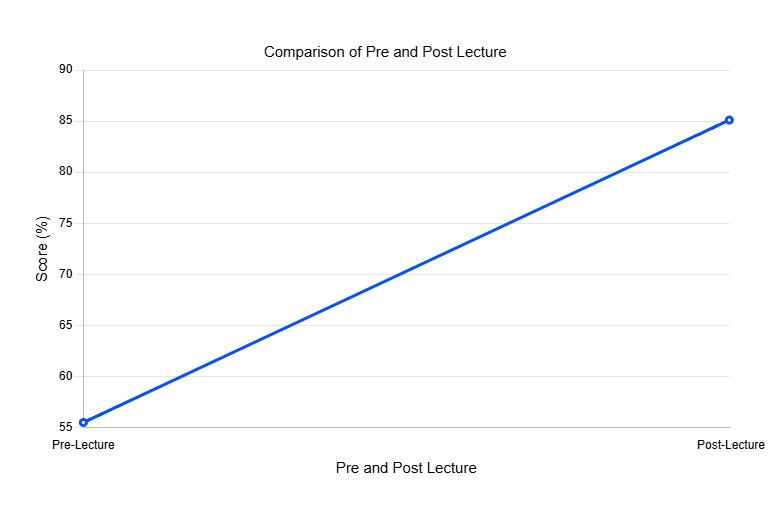 Comparison of Pre and Post Lecture
90
85
80
75
70
65
60
55
Score (%)
Pre-Lecture
Post-Lecture
Pre and Post Lecture